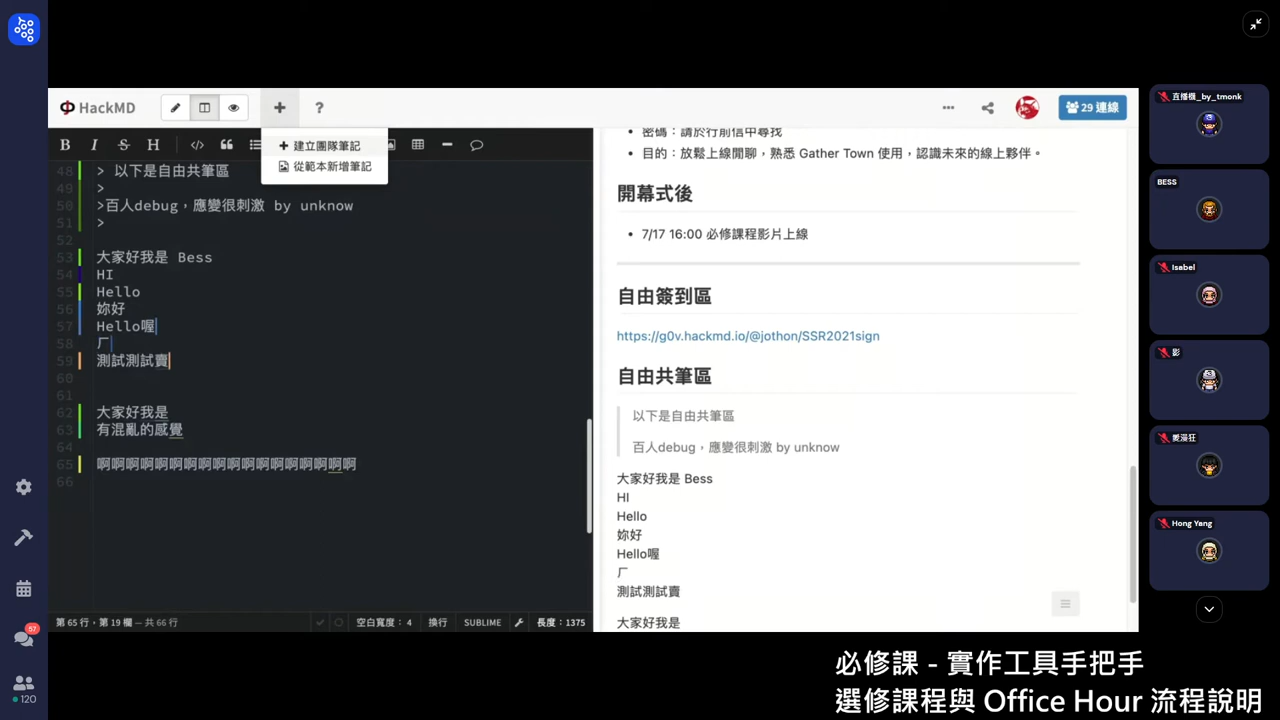 HackMD
29 連線
建立團隊筆記
從範本新增筆記
B I S H
48 > 以下是自由共筆區
49 >
50 >百人debug，應變很刺激 by unknow
51 >
52
53 大家好我是 Bess
54 HI
55 Hello
56 妳好
57 Hello喔
58 ㄏ
59 測試測試賣
60
61
62 大家好我是
63 有混亂的感覺
64
65 啊啊啊啊啊啊啊啊啊啊啊啊啊啊啊啊啊啊
66
第 65 行，第 19 欄 — 共 66 行
空白寬度： 4
換行
SUBLIME
長度：1375
密碼：請於行前信中尋找
目的：放鬆上線閒聊，熟悉 Gather Town 使用，認識未來的線上夥伴。
開幕式後
7/17 16:00 必修課程影片上線
自由簽到區
https://g0v.hackmd.io/@jothon/SSR2021sign
自由共筆區
以下是自由共筆區
百人debug，應變很刺激 by unknow
大家好我是 Bess
HI
Hello
妳好
Hello喔
ㄏ
測試測試賣
大家好我是
直播機_by_tmonk
BESS
Isabel
影
愛漫狂
Hong Yang
57
120
必修課 - 實作工具手把手
選修課程與 Office Hour 流程說明